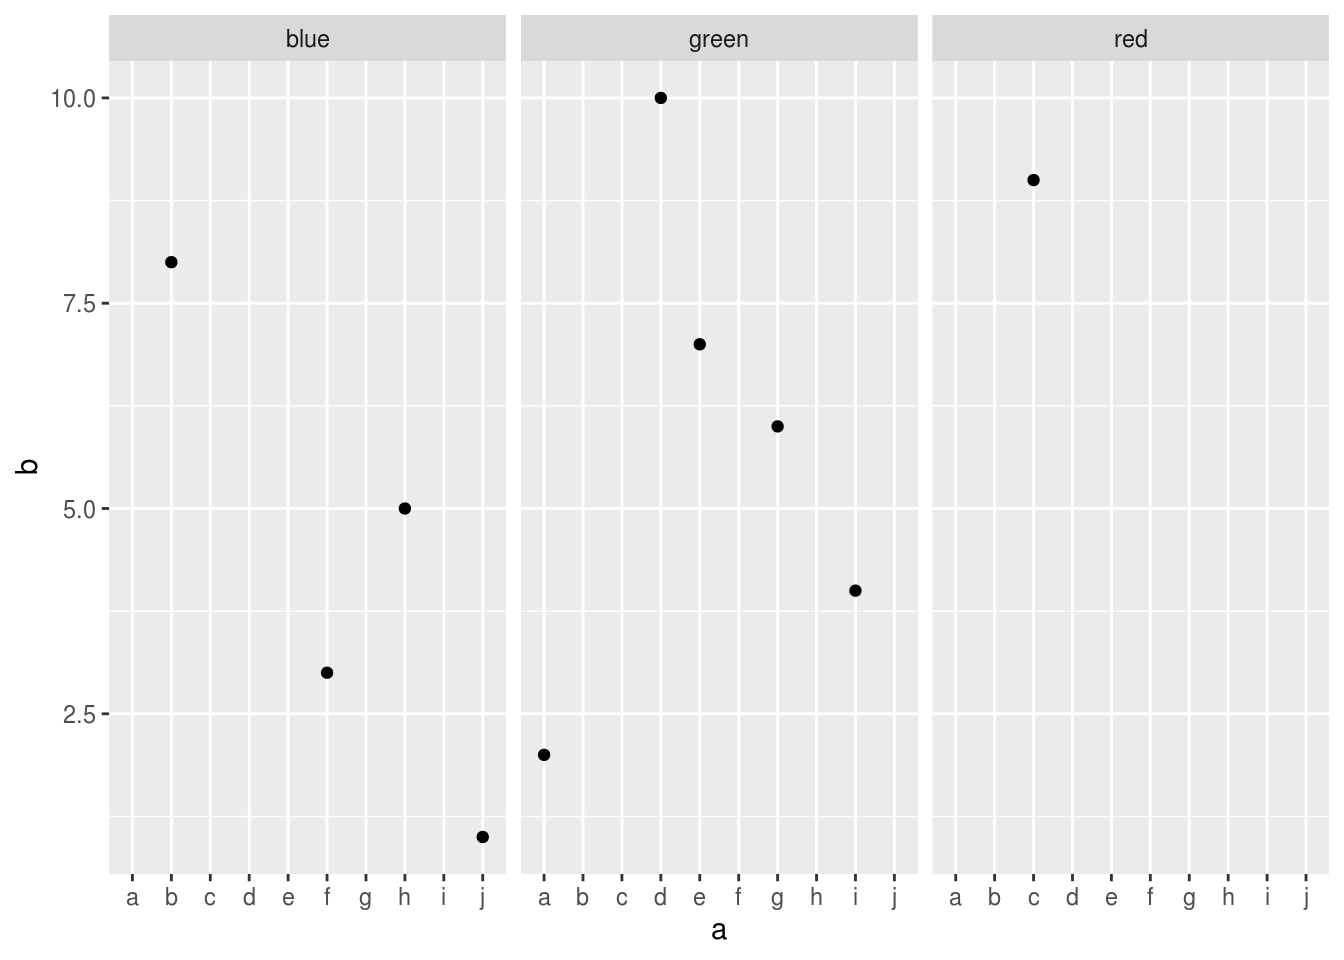 blue green red
10.0
7.5
5.0
2.5
b
a b c d e f g h i j a b c d e f g h i j a b c d e f g h i j
a